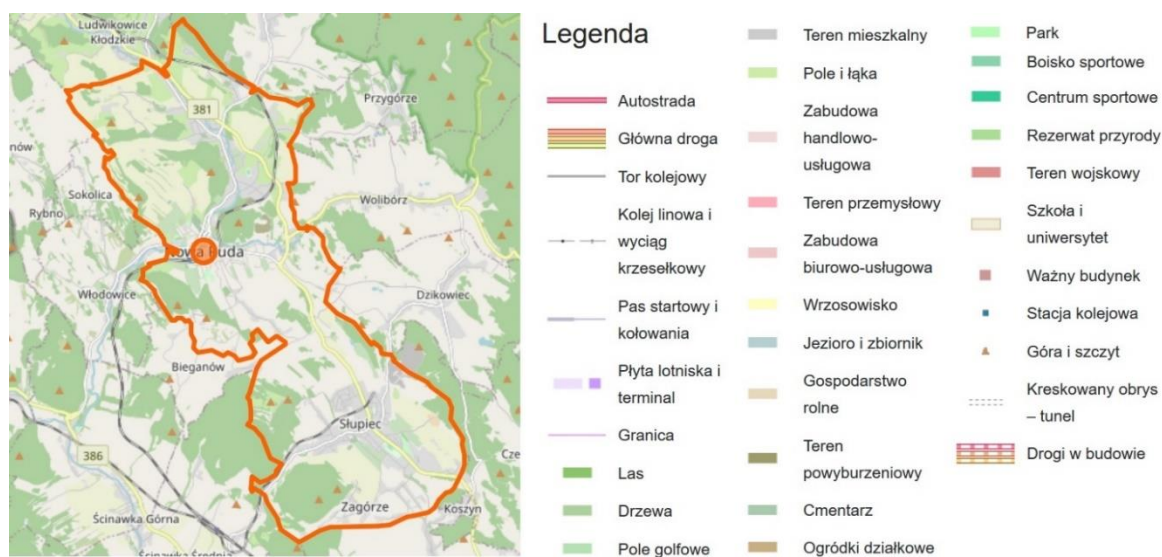 Ludwikowice
Kłodzkie
381
Przygórze
nów
Sokolica
Rybno
Wolibórz
Nowa Ruda
Włodowice
Dzikowiec
Bieganów
Słupiec
386
Cze
Zagórze
Koszyn
Ścinawka Górna
Ścinawka Średnia
Legenda
Autostrada
Główna droga
Tor kolejowy
Kolej linowa i
wyciąg
krzesełkowy
Pas startowy i
kołowania
Płyta lotniska i
terminal
Granica
Las
Drzewa
Pole golfowe
Teren mieszkalny
Pole i łąka
Zabudowa
handlowo-
usługowa
Teren przemysłowy
Zabudowa
biurowo-usługowa
Wrzosowisko
Jezioro i zbiornik
Gospodarstwo
rolne
Teren
powyburzeniowy
Cmentarz
Ogródki działkowe
Park
Boisko sportowe
Centrum sportowe
Rezerwat przyrody
Teren wojskowy
Szkoła i
uniwersytet
Ważny budynek
Stacja kolejowa
Góra i szczyt
Kreskowany obrys
– tunel
Drogi w budowie